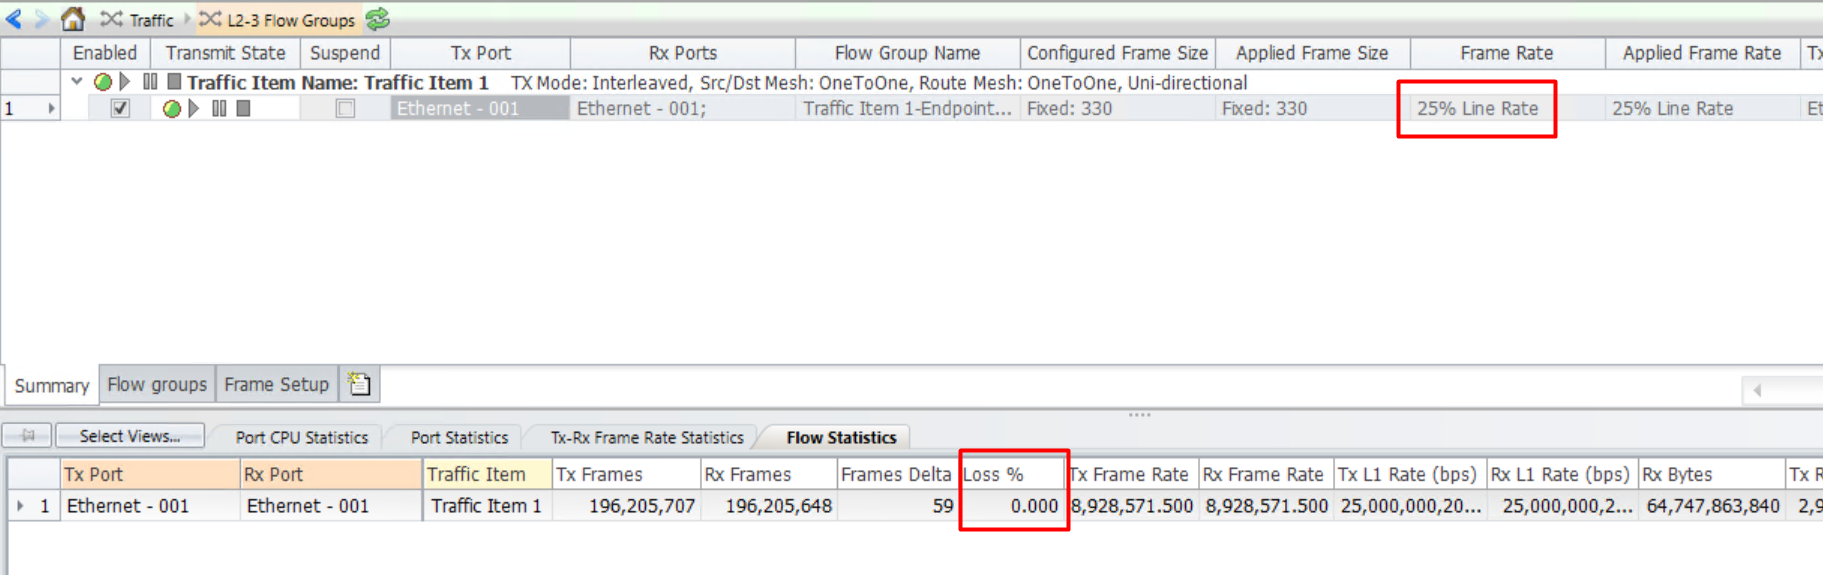 Traffic L2-3 Flow Groups
Enabled Transmit State Suspend Tx Port Rx Ports Flow Group Name Configured Frame Size Applied Frame Size Frame Rate Applied Frame Rate Tx
Traffic Item Name: Traffic Item 1 TX Mode: Interleaved, Src/Dst Mesh: OneToOne, Route Mesh: OneToOne, Uni-directional
1 Ethernet - 001 Ethernet - 001; Traffic Item 1-Endpoint... Fixed: 330 Fixed: 330 25% Line Rate 25% Line Rate Et
Summary Flow groups Frame Setup
Select Views... Port CPU Statistics Port Statistics Tx-Rx Frame Rate Statistics Flow Statistics
Tx Port Rx Port Traffic Item Tx Frames Rx Frames Frames Delta Loss % Tx Frame Rate Rx Frame Rate Tx L1 Rate (bps) Rx L1 Rate (bps) Rx Bytes Tx R
1 Ethernet - 001 Ethernet - 001 Traffic Item 1 196,205,707 196,205,648 59 0.000 8,928,571.500 8,928,571.500 25,000,000,20... 25,000,000,2... 64,747,863,840 2,9